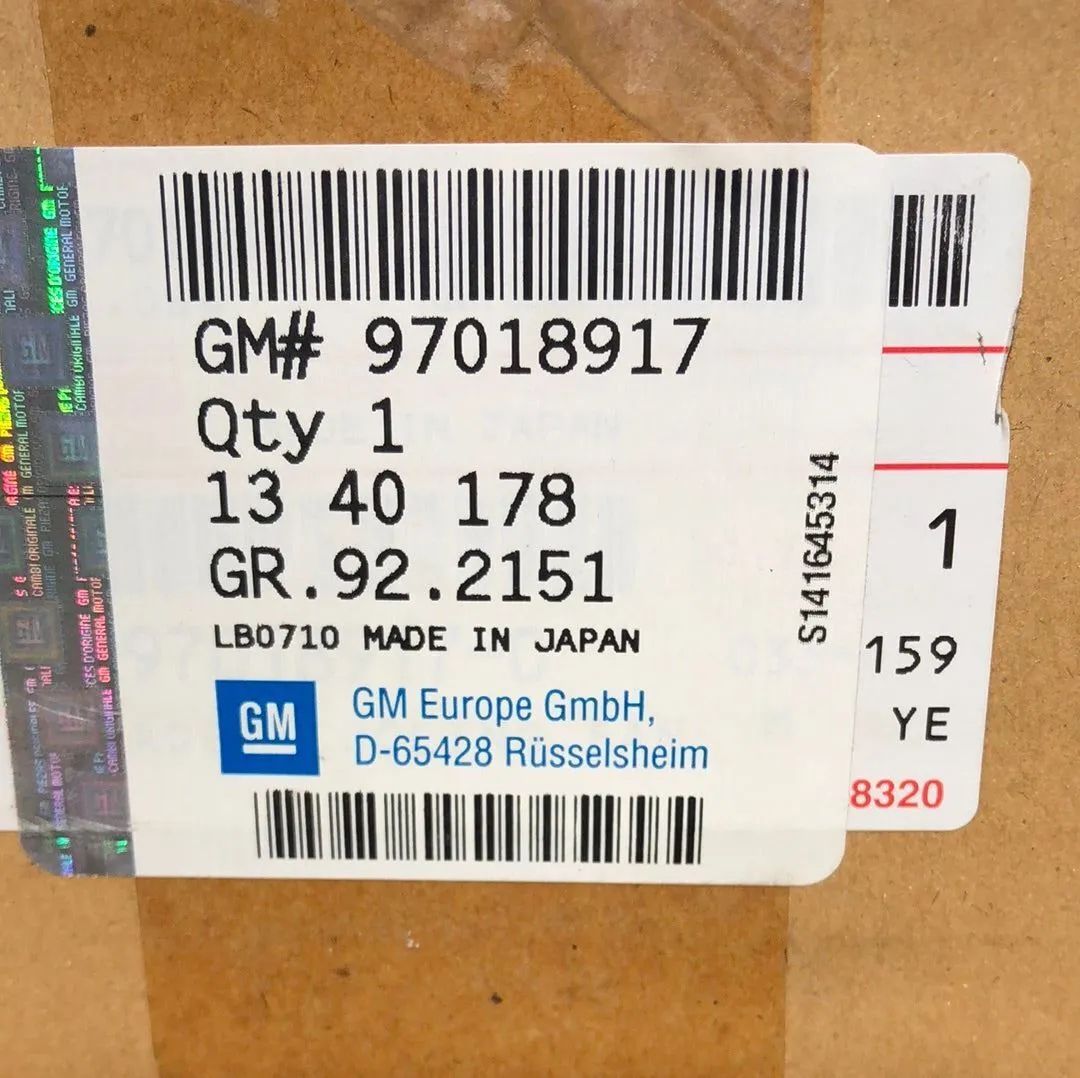 GM# 97018917
Qty 1
13 40 178
GR.92.2151
LB0710 MADE IN JAPAN
GM
GM Europe GmbH,
D-65428 Rüsselsheim
S141645314
1
159
YE
8320